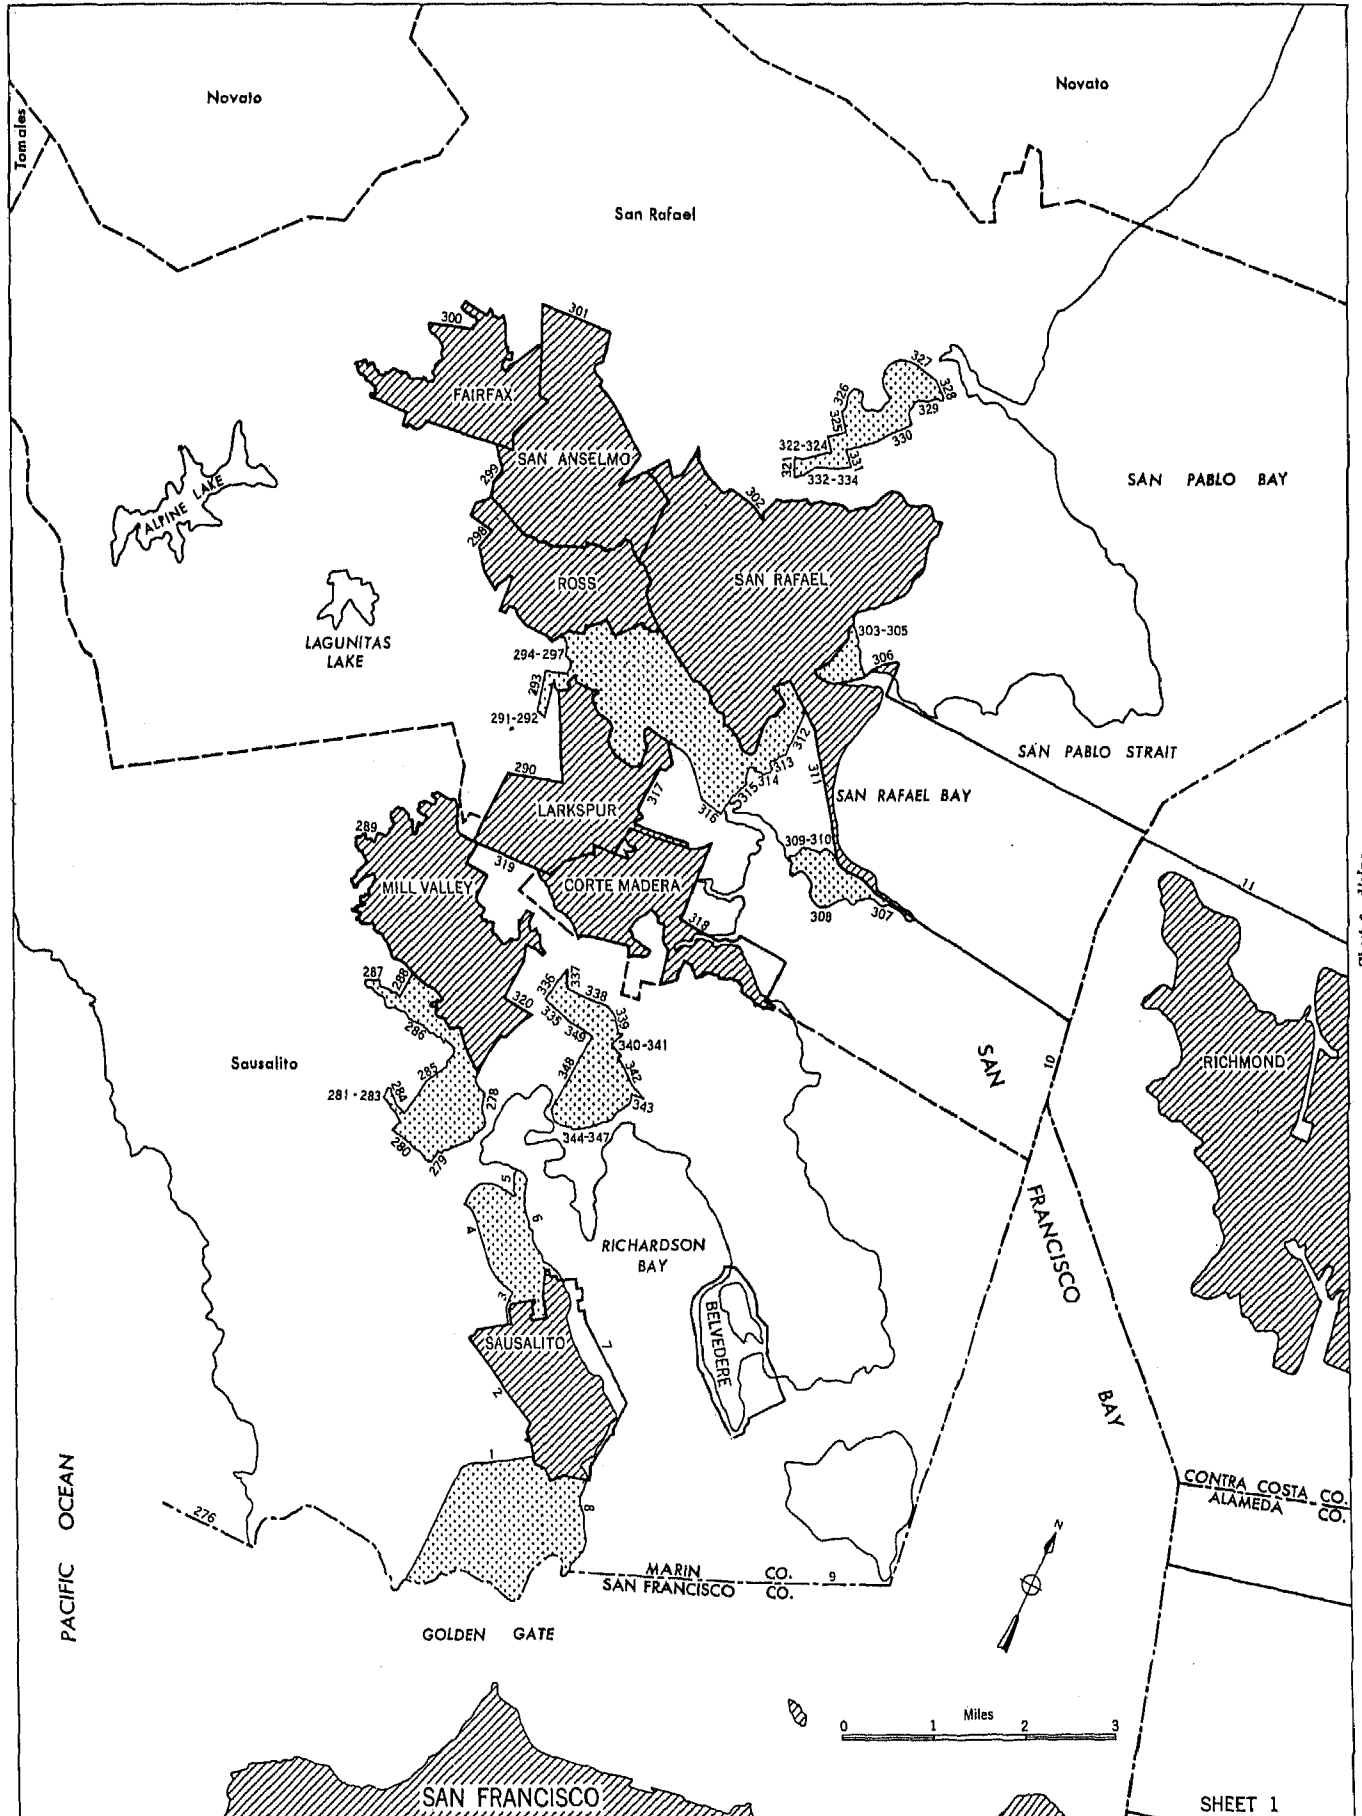 Novato
Novato
Tomales
San Rafael
300
301
FAIRFAX
327
328
326
329
325
330
322-324
331
321
332-334
SAN ANSELMO
299
SAN PABLO BAY
ALPINE LAKE
302
298
ROSS
SAN RAFAEL
LAGUNITAS
LAKE
303-305
306
294-297
293
291-292
312
313
314
315
316
311
SAN PABLO STRAIT
290
317
SAN RAFAEL BAY
LARKSPUR
289
319
309-310
MILL VALLEY
CORTE MADERA
11
308
307
318
287
288
286
320
336
337
338
335
349
339
340-341
348
342
343
344-347
Sausalito
285
281-283
284
278
280
279
SAN
10
RICHMOND
5
6
4
FRANCISCO
RICHARDSON
BAY
3
SAUSALITO
7
BELVEDERE
2
BAY
1
8
PACIFIC OCEAN
276
CONTRA COSTA CO.
ALAMEDA CO.
N
MARIN CO.
9
SAN FRANCISCO CO.
GOLDEN GATE
Miles
0 1 2 3
SAN FRANCISCO
SHEET 1